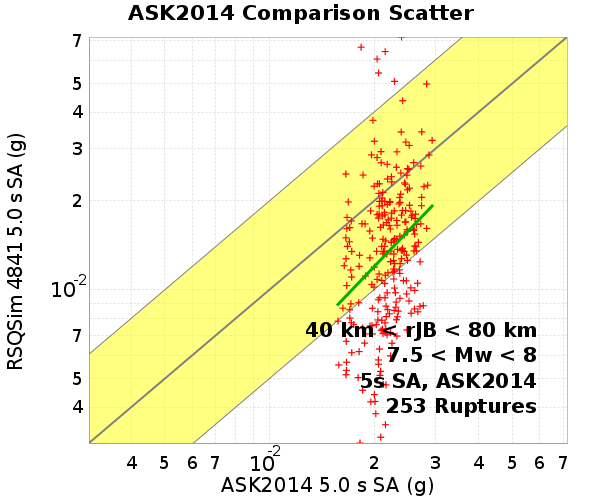 ASK2014 Comparison Scatter
RSQSim 4841 5.0 s SA (g)
7
5
4
3
2
10-2
7
5
4
40 km < rJB < 80 km
7.5 < Mw < 8
5s SA, ASK2014
253 Ruptures
4 5 6 7 10-2 2 3 4 5 6 7
ASK2014 5.0 s SA (g)